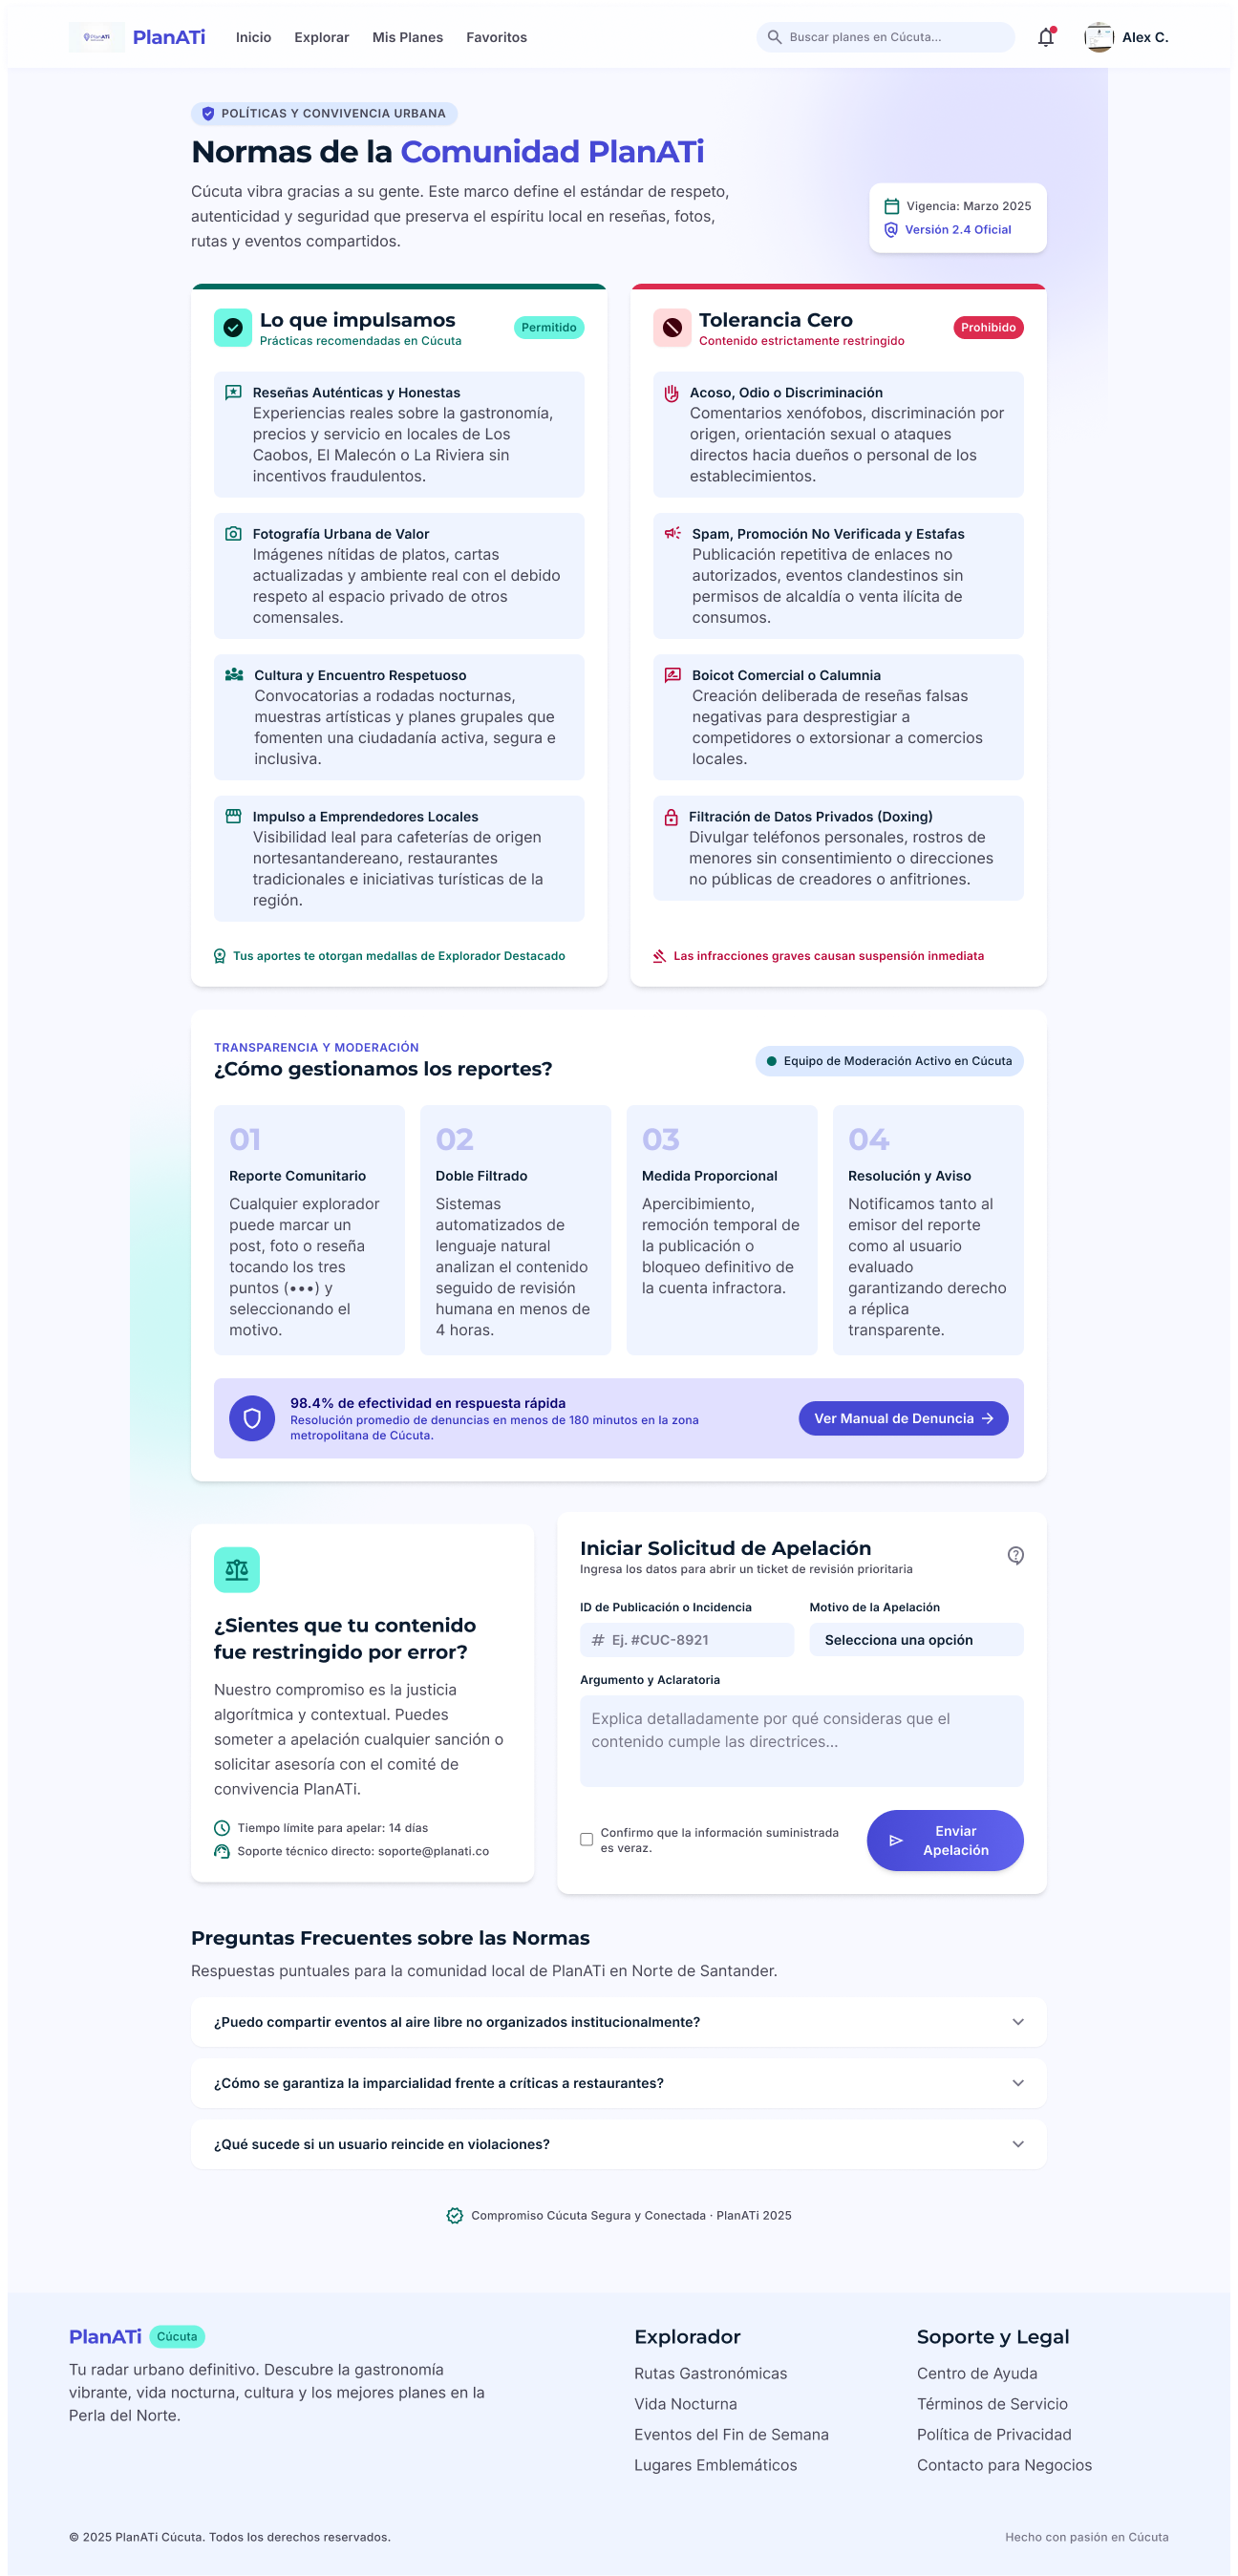 PlanATi
PlanATi
Inicio
Explorar
Mis Planes
Favoritos
Buscar planes en Cúcuta...
Alex C.
POLÍTICAS Y CONVIVENCIA URBANA
Normas de la Comunidad PlanATi
Cúcuta vibra gracias a su gente. Este marco define el estándar de respeto,
autenticidad y seguridad que preserva el espíritu local en reseñas, fotos,
rutas y eventos compartidos.
Vigencia: Marzo 2025
Versión 2.4 Oficial
Lo que impulsamos
Prácticas recomendadas en Cúcuta
Permitido
Reseñas Auténticas y Honestas
Experiencias reales sobre la gastronomía,
precios y servicio en locales de Los
Caobos, El Malecón o La Riviera sin
incentivos fraudulentos.
Fotografía Urbana de Valor
Imágenes nítidas de platos, cartas
actualizadas y ambiente real con el debido
respeto al espacio privado de otros
comensales.
Cultura y Encuentro Respetuoso
Convocatorias a rodadas nocturnas,
muestras artísticas y planes grupales que
fomenten una ciudadanía activa, segura e
inclusiva.
Impulso a Emprendedores Locales
Visibilidad leal para cafeterías de origen
nortesantandereano, restaurantes
tradicionales e iniciativas turísticas de la
región.
Tus aportes te otorgan medallas de Explorador Destacado
Tolerancia Cero
Contenido estrictamente restringido
Prohibido
Acoso, Odio o Discriminación
Comentarios xenófobos, discriminación por
origen, orientación sexual o ataques
directos hacia dueños o personal de los
establecimientos.
Spam, Promoción No Verificada y Estafas
Publicación repetitiva de enlaces no
autorizados, eventos clandestinos sin
permisos de alcaldía o venta ilícita de
consumos.
Boicot Comercial o Calumnia
Creación deliberada de reseñas falsas
negativas para desprestigiar a
competidores o extorsionar a comercios
locales.
Filtración de Datos Privados (Doxing)
Divulgar teléfonos personales, rostros de
menores sin consentimiento o direcciones
no públicas de creadores o anfitriones.
Las infracciones graves causan suspensión inmediata
TRANSPARENCIA Y MODERACIÓN
¿Cómo gestionamos los reportes?
Equipo de Moderación Activo en Cúcuta
01
Reporte Comunitario
Cualquier explorador
puede marcar un
post, foto o reseña
tocando los tres
puntos (•••) y
seleccionando el
motivo.
02
Doble Filtrado
Sistemas
automatizados de
lenguaje natural
analizan el contenido
seguido de revisión
humana en menos de
4 horas.
03
Medida Proporcional
Apercibimiento,
remoción temporal de
la publicación o
bloqueo definitivo de
la cuenta infractora.
04
Resolución y Aviso
Notificamos tanto al
emisor del reporte
como al usuario
evaluado
garantizando derecho
a réplica
transparente.
98.4% de efectividad en respuesta rápida
Resolución promedio de denuncias en menos de 180 minutos en la zona
metropolitana de Cúcuta.
Ver Manual de Denuncia
¿Sientes que tu contenido
fue restringido por error?
Nuestro compromiso es la justicia
algorítmica y contextual. Puedes
someter a apelación cualquier sanción o
solicitar asesoría con el comité de
convivencia PlanATi.
Tiempo límite para apelar: 14 días
Soporte técnico directo: soporte@planati.co
Iniciar Solicitud de Apelación
Ingresa los datos para abrir un ticket de revisión prioritaria
ID de Publicación o Incidencia
Ej. #CUC-8921
Motivo de la Apelación
Selecciona una opción
Argumento y Aclaratoria
Explica detalladamente por qué consideras que el
contenido cumple las directrices...
Confirmo que la información suministrada
es veraz.
Enviar
Apelación
Preguntas Frecuentes sobre las Normas
Respuestas puntuales para la comunidad local de PlanATi en Norte de Santander.
¿Puedo compartir eventos al aire libre no organizados institucionalmente?
¿Cómo se garantiza la imparcialidad frente a críticas a restaurantes?
¿Qué sucede si un usuario reincide en violaciones?
Compromiso Cúcuta Segura y Conectada · PlanATi 2025
PlanATi
Cúcuta
Tu radar urbano definitivo. Descubre la gastronomía
vibrante, vida nocturna, cultura y los mejores planes en la
Perla del Norte.
Explorador
Rutas Gastronómicas
Vida Nocturna
Eventos del Fin de Semana
Lugares Emblemáticos
Soporte y Legal
Centro de Ayuda
Términos de Servicio
Política de Privacidad
Contacto para Negocios
© 2025 PlanATi Cúcuta. Todos los derechos reservados.
Hecho con pasión en Cúcuta